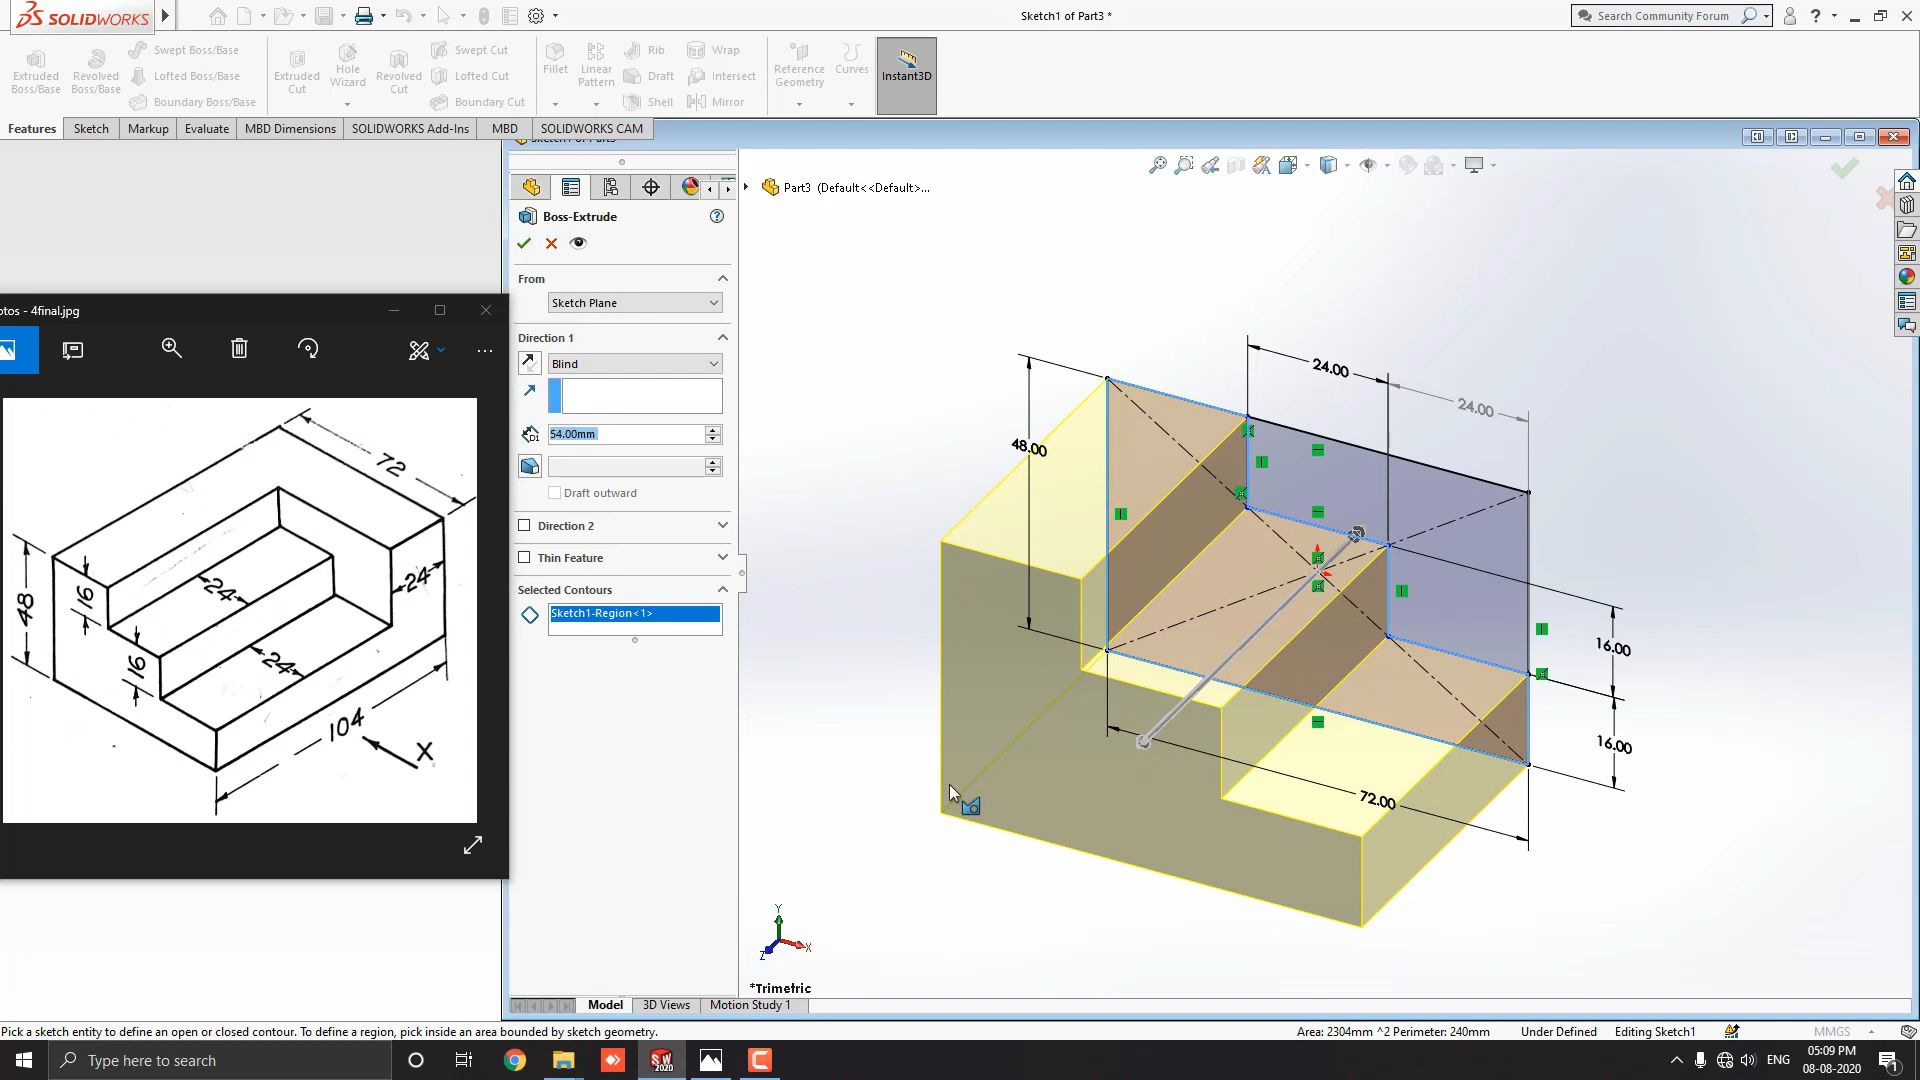 SOLIDWORKS
Sketch1 of Part3 *
Search Community Forum
Extruded Boss/Base
Revolved Boss/Base
Swept Boss/Base
Lofted Boss/Base
Boundary Boss/Base
Extruded Cut
Hole Wizard
Revolved Cut
Swept Cut
Lofted Cut
Boundary Cut
Fillet
Linear Pattern
Rib
Draft
Shell
Wrap
Intersect
Mirror
Reference Geometry
Curves
Instant3D
Features
Sketch
Markup
Evaluate
MBD Dimensions
SOLIDWORKS Add-Ins
MBD
SOLIDWORKS CAM
Part3 (Default<<Default>...
Boss-Extrude
From
Sketch Plane
Direction 1
Blind
D1
54.00mm
Draft outward
Direction 2
Thin Feature
Selected Contours
Sketch1-Region<1>
otos - 4final.jpg
72
48
16
24
24
16
24
104
X
24.00
24.00
48.00
16.00
16.00
72.00
Y
X
Z
*Trimetric
Model
3D Views
Motion Study 1
Pick a sketch entity to define an open or closed contour. To define a region, pick inside an area bounded by sketch geometry.
Area: 2304mm ^2 Perimeter: 240mm
Under Defined
Editing Sketch1
MMGS
Type here to search
SW
2020
ENG
05:09 PM
08-08-2020
1